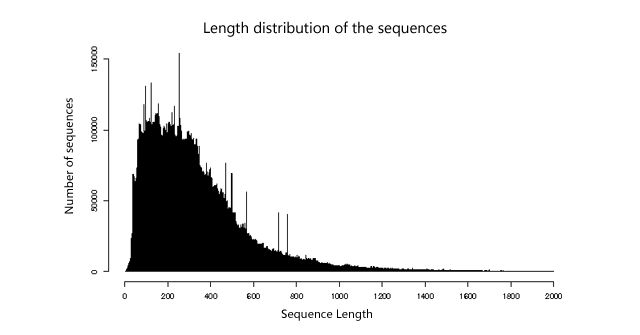 Length distribution of the sequences
Number of sequences
150000
100000
50000
0
0 200 400 600 800 1000 1200 1400 1600 1800 2000
Sequence Length